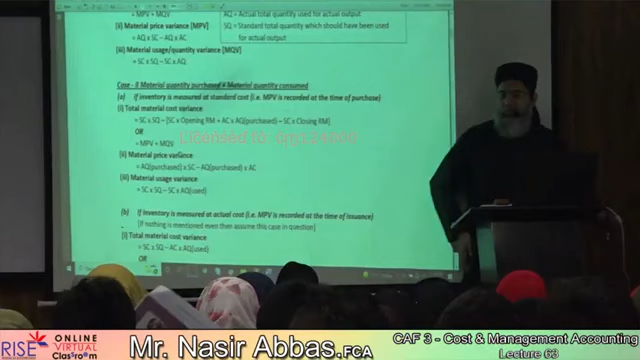 = MPV + MQV
(ii) Material price variance [MPV]
= AQ x SC – AQ x AC
(iii) Material usage/quantity variance [MQV]
= SC x SQ – SC x AQ
AQ = Actual total quantity used for actual output
SQ = Standard total quantity which should have been used
for actual output
Case – II Material quantity purchased ≠ Material quantity consumed
(a) If inventory is measured at standard cost (i.e. MPV is recorded at the time of purchase)
(i) Total material cost variance
= SC x SQ – [SC x Opening RM + AC x AQ(purchased) – SC x Closing RM]
OR
= MPV + MQV
(ii) Material price variance
= AQ(purchased) x SC – AQ(purchased) x AC
(iii) Material usage variance
= SC x SQ – SC x AQ(used)
(b) If inventory is measured at actual cost (i.e. MPV is recorded at the time of issuance)
[If nothing is mentioned even then assume this case in question]
(i) Total material cost variance
= SC x SQ – AC x AQ(used)
OR
Licensed to:
RISE ONLINE VIRTUAL Classroom
Mr. Nasir Abbas.FCA
CAF 3 - Cost & Management Accounting
Lecture 63